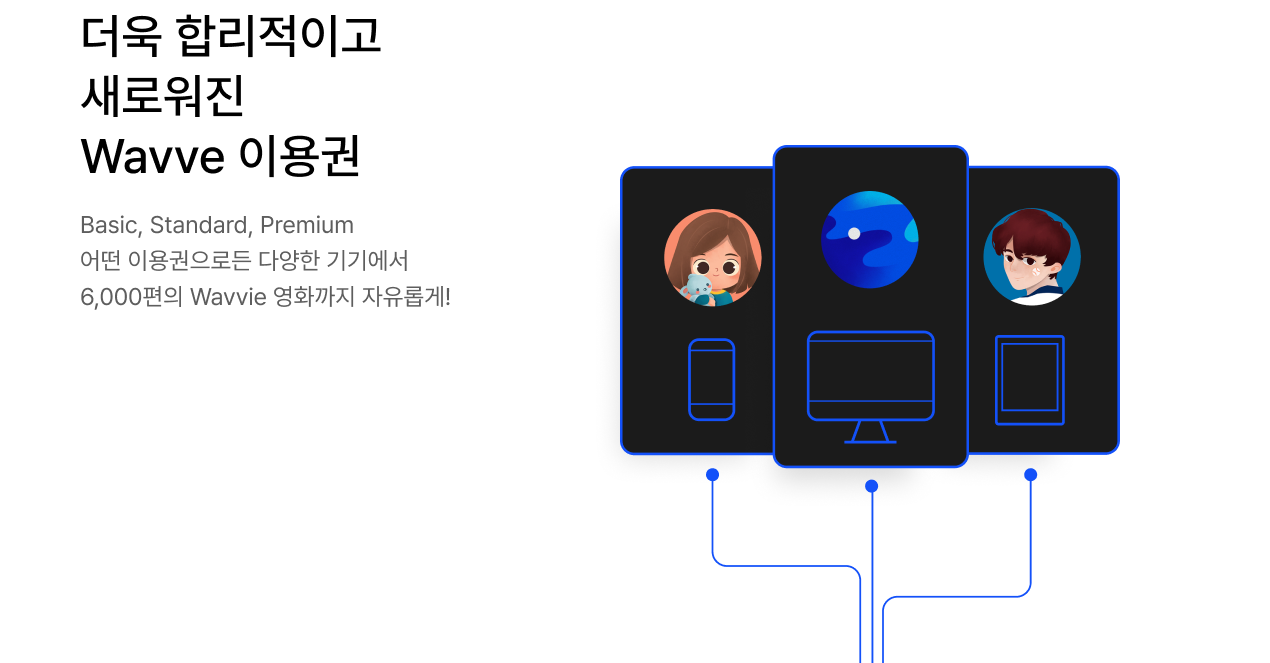 더욱 합리적이고
새로워진
Wavve 이용권
Basic, Standard, Premium
어떤 이용권으로든 다양한 기기에서
6,000편의 Wavvie 영화까지 자유롭게!